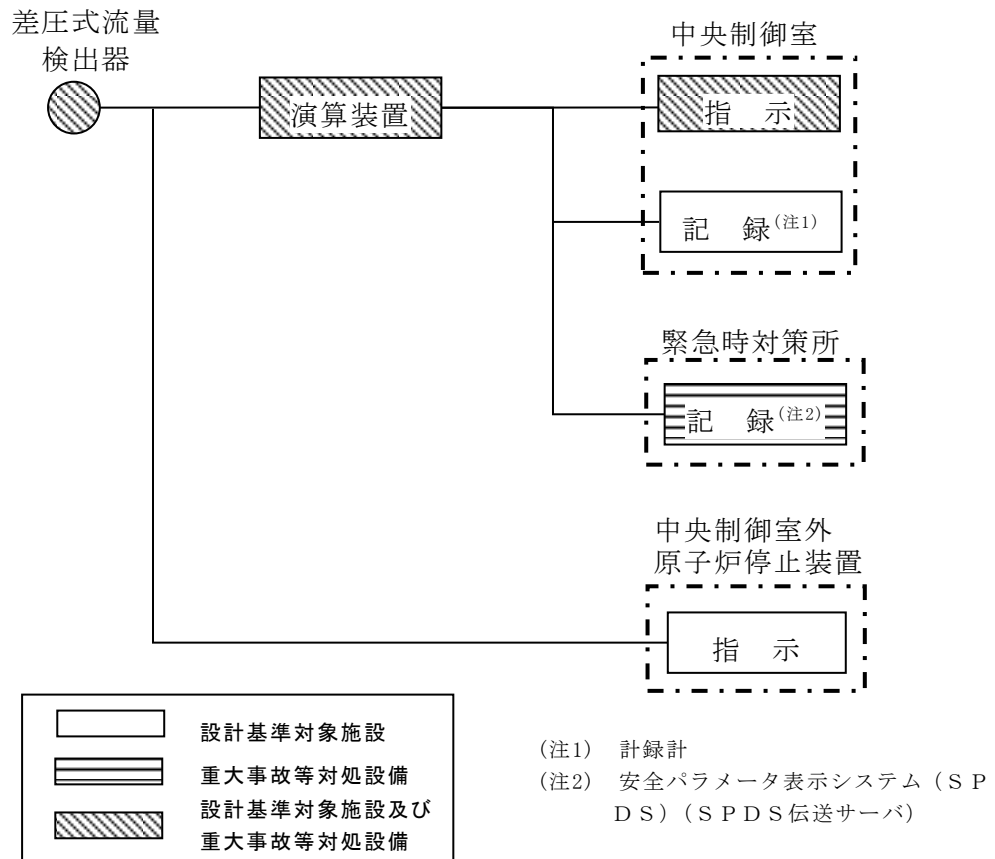 差圧式流量
検出器
演算装置
中央制御室
指　示
記　録(注1)
緊急時対策所
記　録(注2)
中央制御室外
原子炉停止装置
指　示
設計基準対象施設
重大事故等対処設備
設計基準対象施設及び
重大事故等対処設備
(注1)　計録計
(注2)　安全パラメータ表示システム（ＳＰ
ＤＳ）（ＳＰＤＳ伝送サーバ）